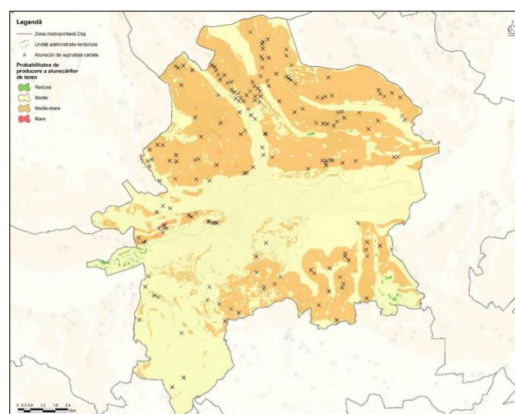 Legendă
Zona metropolitană Cluj
Unități administrativ-teritoriale
Alunecări de suprafață cartate
Probabilitatea de
producere a alunecărilor
de teren
Redusă
Medie
Medie-mare
Mare